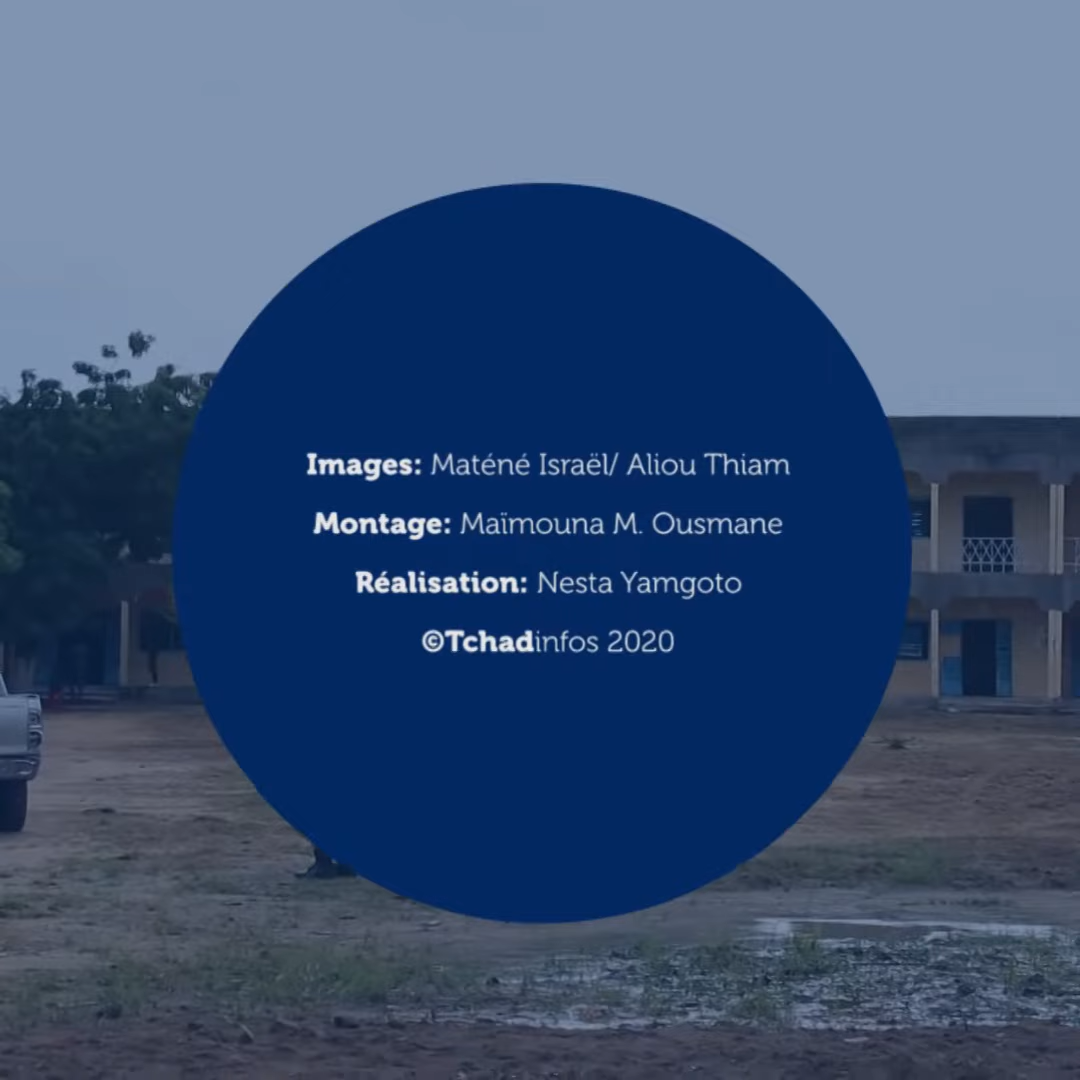 Images: Maténé Israël/ Aliou Thiam
Montage: Maïmouna M. Ousmane
Réalisation: Nesta Yamgoto
©Tchadinfos 2020